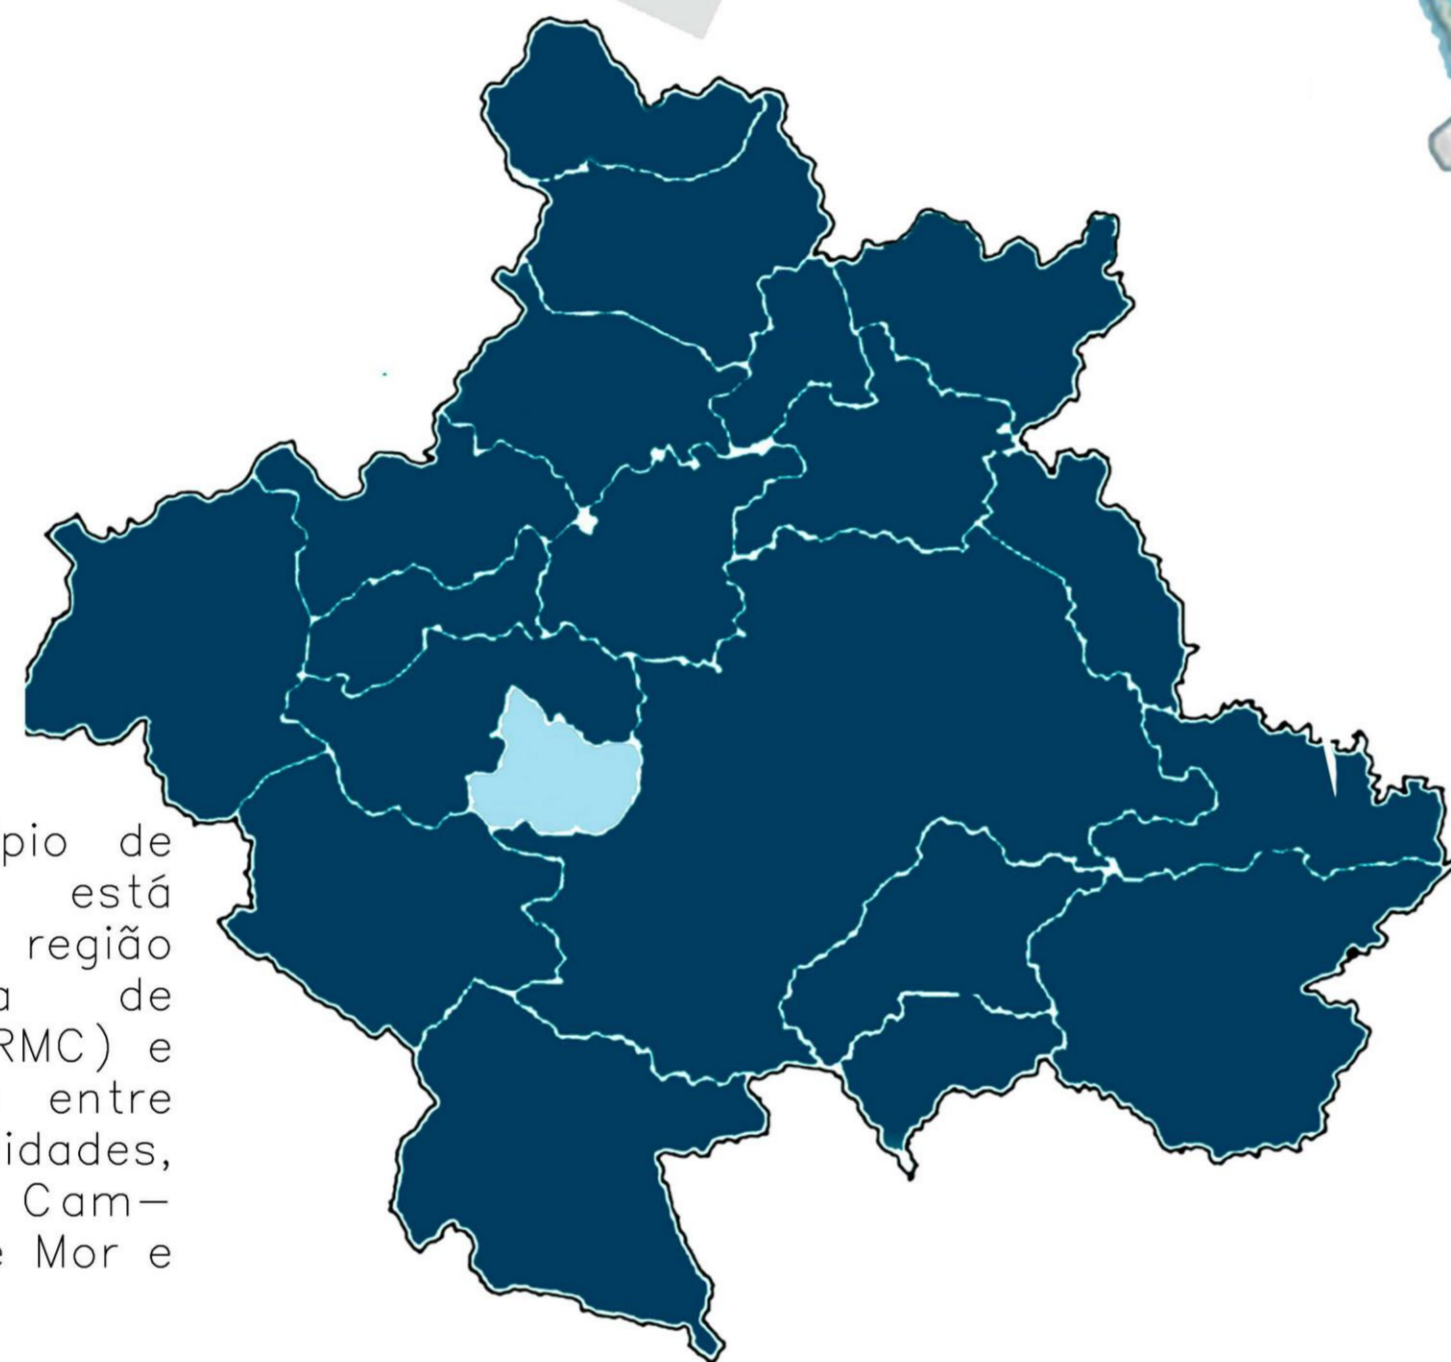 pio de
está
região
a de
RMC) e
entre
idades,
Cam-
e Mor e